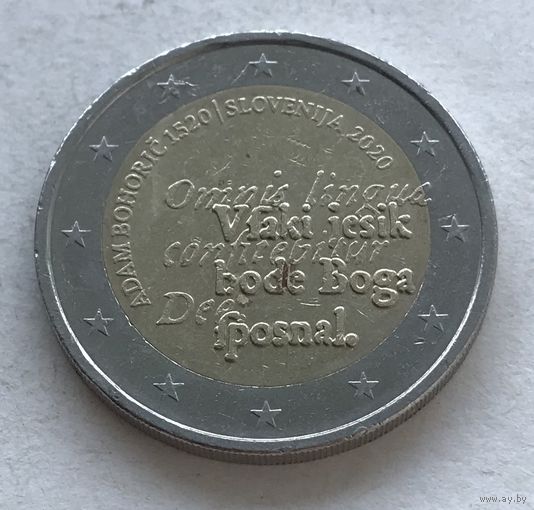 ADAM BOHORIČ 1520 | SLOVENIJA 2020
Omnis lingua
Vſaki jesik
confitebitur
bode Boga
Deo
ſposnal.
www.ay.by